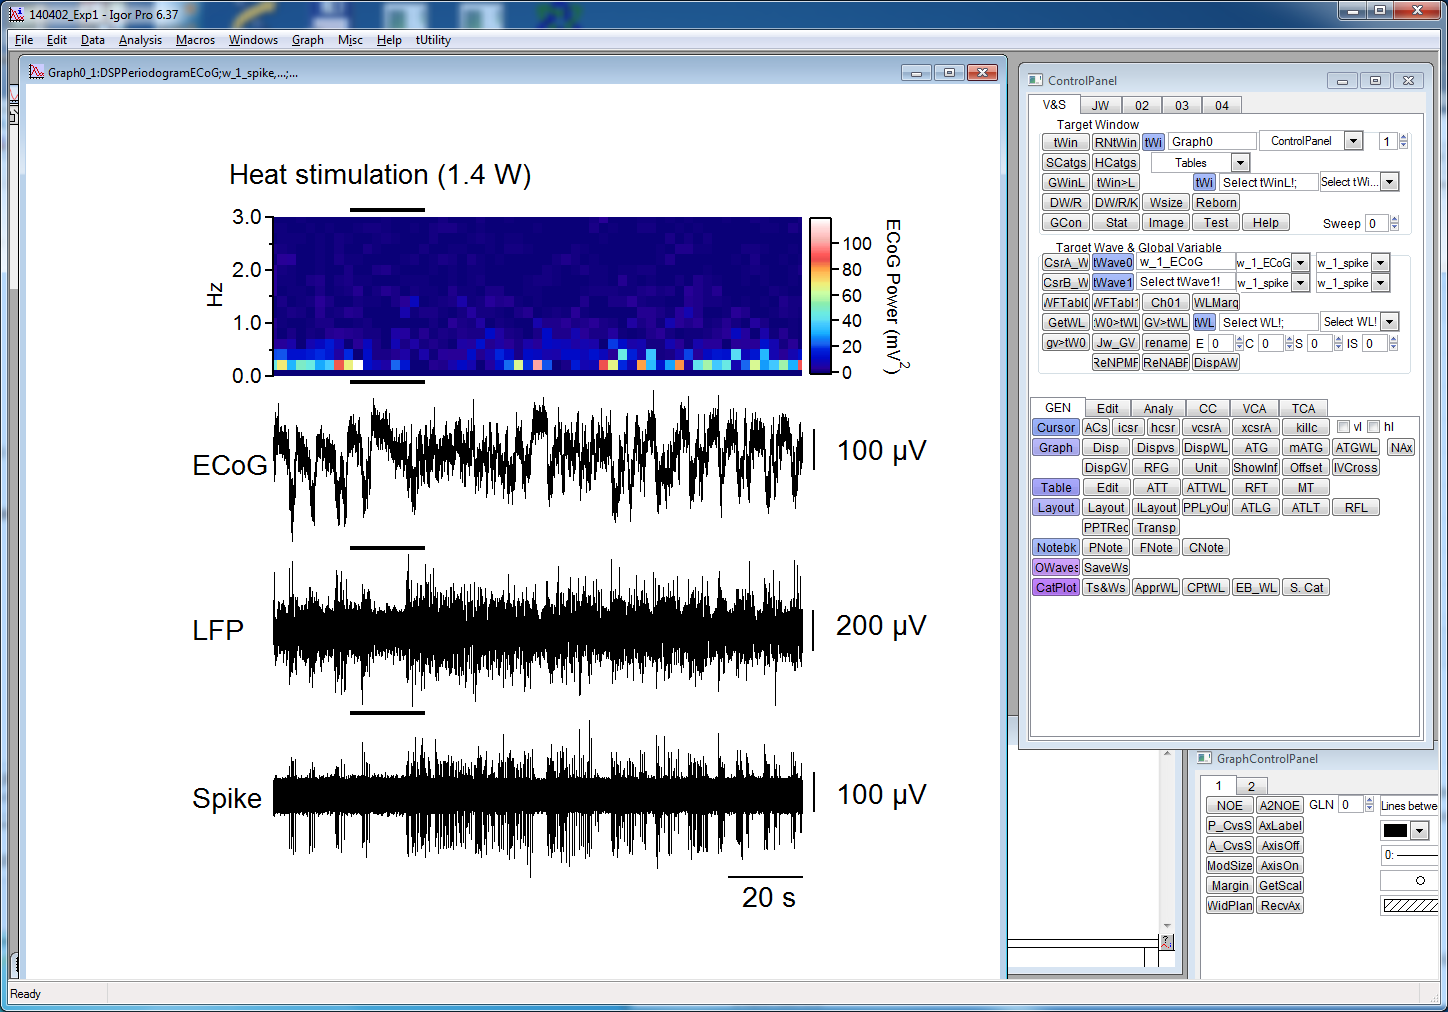 140402_Exp1 - Igor Pro 6.37
File Edit Data Analysis Macros Windows Graph Misc Help tUtility
Graph0_1:DSPPeriodogramECoG;w_1_spike,...;...
Heat stimulation (1.4 W)
3.0
2.0
1.0
0.0
Hz
100
80
60
40
20
0
ECoG Power (mV2)
ECoG
100 µV
LFP
200 µV
Spike
100 µV
20 s
ControlPanel
V&S JW 02 03 04
Target Window
tWin RNtWin tWi Graph0 ControlPanel 1
SCatgs HCatgs Tables
GWinL tWin>L tWi Select tWinL!; Select tWi...
DW/R DW/R/K Wsize Reborn
GCon Stat Image Test Help Sweep 0
Target Wave & Global Variable
CsrA_W tWave0 w_1_ECoG w_1_ECoG w_1_spike
CsrB_W tWave1 Select tWave1! w_1_spike w_1_spike
WFTabl0 WFTabl1 Ch01 WLMarq
GetWL W0>tWL GV>tWL tWL Select WL!; Select WL!
gv>tW0 Jw_GV rename E 0 C 0 S 0 IS 0
ReNPMF ReNABF DispAW
GEN Edit Analy CC VCA TCA
Cursor ACs icsr hcsr vcsrA xcsrA killc vl hl
Graph Disp Dispvs DispWL ATG mATG ATGWL NAx
DispGV RFG Unit ShowInf Offset IVCross
Table Edit ATT ATTWL RFT MT
Layout Layout ILayout PPLyOut ATLG ATLT RFL
PPTRec Transp
Notebk PNote FNote CNote
OWaves SaveWs
CatPlot Ts&Ws ApprWL CPtWL EB_WL S. Cat
GraphControlPanel
1 2
NOE A2NOE GLN 0 Lines betwe
P_CvsS AxLabel
A_CvsS AxisOff 0:
ModSize AxisOn
Margin GetScal
WidPlan RecvAx
Ready